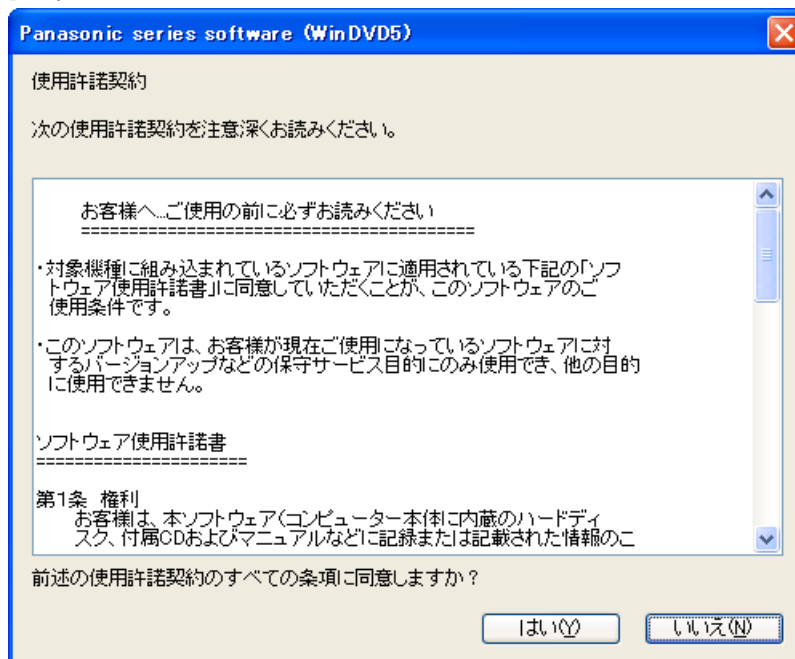 Panasonic series software (WinDVD5)
使用許諾契約
次の使用許諾契約を注意深くお読みください。
お客様へ...ご使用の前に必ずお読みください
=========================================
・対象機種に組み込まれているソフトウェアに適用されている下記の「ソフ
トウェア使用許諾書」に同意していただくことが、このソフトウェアのご
使用条件です。
・このソフトウェアは、お客様が現在ご使用になっているソフトウェアに対
するバージョンアップなどの保守サービス目的にのみ使用でき、他の目的
に使用できません。
ソフトウェア使用許諾書
======================
第1条 権利
お客様は、本ソフトウェア(コンピューター本体に内蔵のハードディ
スク、付属CDおよびマニュアルなどに記録または記載された情報のこ
前述の使用許諾契約のすべての条項に同意しますか?
はい(Y)
いいえ(N)